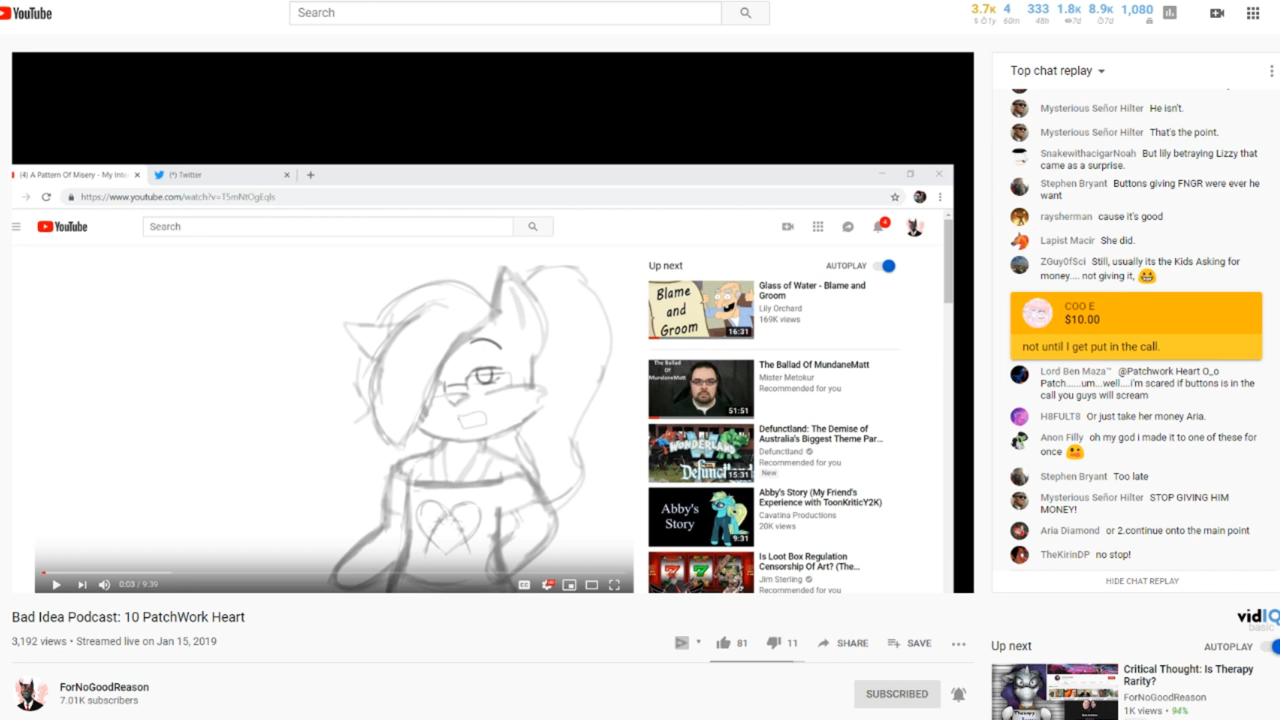 YouTube
Search
3.7K 4 333 1.8K 8.9K 1,080
1y 60m 48h 7d 7d
(4) A Pattern Of Misery - My Inte
(*) Twitter
https://www.youtube.com/watch?v=T5mNtOgEqls
YouTube
Search
4
Up next
AUTOPLAY
Blame
and
Groom
16:31
Glass of Water - Blame and
Groom
Lily Orchard
169K views
The Ballad Of
MundaneMatt
51:51
The Ballad Of MundaneMatt
Mister Metokur
Recommended for you
WONDERLAND
Defunctland
15:31
Defunctland: The Demise of
Australia's Biggest Theme Par...
Defunctland
Recommended for you
New
Abby's
Story
9:31
Abby's Story (My Friend's
Experience with ToonKriticY2K)
Cavatina Productions
20K views
Is Loot Box Regulation
Censorship Of Art? (The...
Jim Sterling
Recommended for you
0:03 / 9:39
CC
Top chat replay
Mysterious Señor Hilter He isn't.
Mysterious Señor Hilter That's the point.
SnakewithacigarNoah But lily betraying Lizzy that
came as a surprise.
Stephen Bryant Buttons giving FNGR were ever he
want
raysherman cause it's good
Lapist Macir She did.
ZGuy0fSci Still, usually its the Kids Asking for
money.... not giving it, 😀
COO E
$10.00
not until I get put in the call.
Lord Ben Maza™ @Patchwork Heart O_o
Patch......um...well....i'm scared if buttons is in the
call you guys will scream
H8FULT8 Or just take her money Aria.
Anon Filly oh my god i made it to one of these for
once
Stephen Bryant Too late
Mysterious Señor Hilter STOP GIVING HIM
MONEY!
Aria Diamond or 2.continue onto the main point
TheKirinDP no stop!
HIDE CHAT REPLAY
Bad Idea Podcast: 10 PatchWork Heart
3,192 views • Streamed live on Jan 15, 2019
81
11
SHARE
SAVE
ForNoGoodReason
7.01K subscribers
SUBSCRIBED
vidIQ
basic
Up next
AUTOPLAY
Critical Thought: Is Therapy
Rarity?
ForNoGoodReason
1K views • 94%